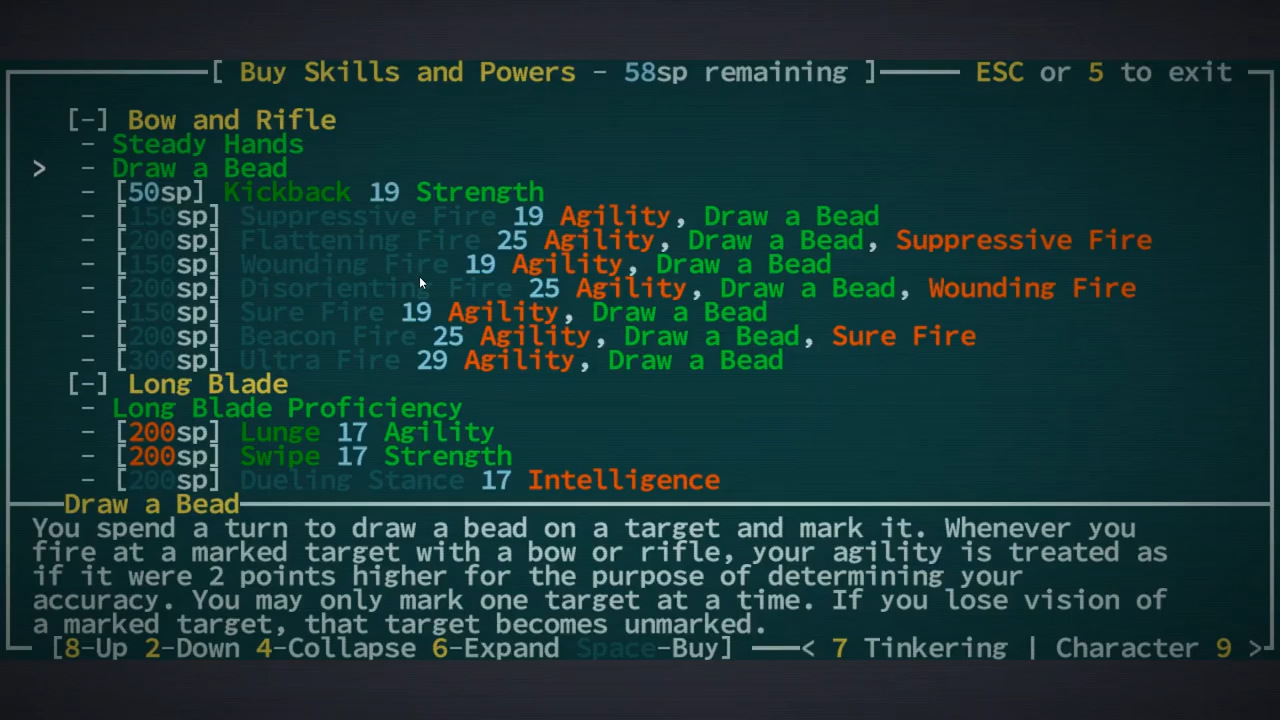 [ Buy Skills and Powers - 58sp remaining ] ESC or 5 to exit
[-] Bow and Rifle
- Steady Hands
> - Draw a Bead
- [50sp] Kickback 19 Strength
- [150sp] Suppressive Fire 19 Agility, Draw a Bead
- [200sp] Flattening Fire 25 Agility, Draw a Bead, Suppressive Fire
- [150sp] Wounding Fire 19 Agility, Draw a Bead
- [200sp] Disorienting Fire 25 Agility, Draw a Bead, Wounding Fire
- [150sp] Sure Fire 19 Agility, Draw a Bead
- [200sp] Beacon Fire 25 Agility, Draw a Bead, Sure Fire
- [300sp] Ultra Fire 29 Agility, Draw a Bead
[-] Long Blade
- Long Blade Proficiency
- [200sp] Lunge 17 Agility
- [200sp] Swipe 17 Strength
- [200sp] Dueling Stance 17 Intelligence
Draw a Bead
You spend a turn to draw a bead on a target and mark it. Whenever you
fire at a marked target with a bow or rifle, your agility is treated as
if it were 2 points higher for the purpose of determining your
accuracy. You may only mark one target at a time. If you lose vision of
a marked target, that target becomes unmarked.
[8-Up 2-Down 4-Collapse 6-Expand Space-Buy] < 7 Tinkering | Character 9 >